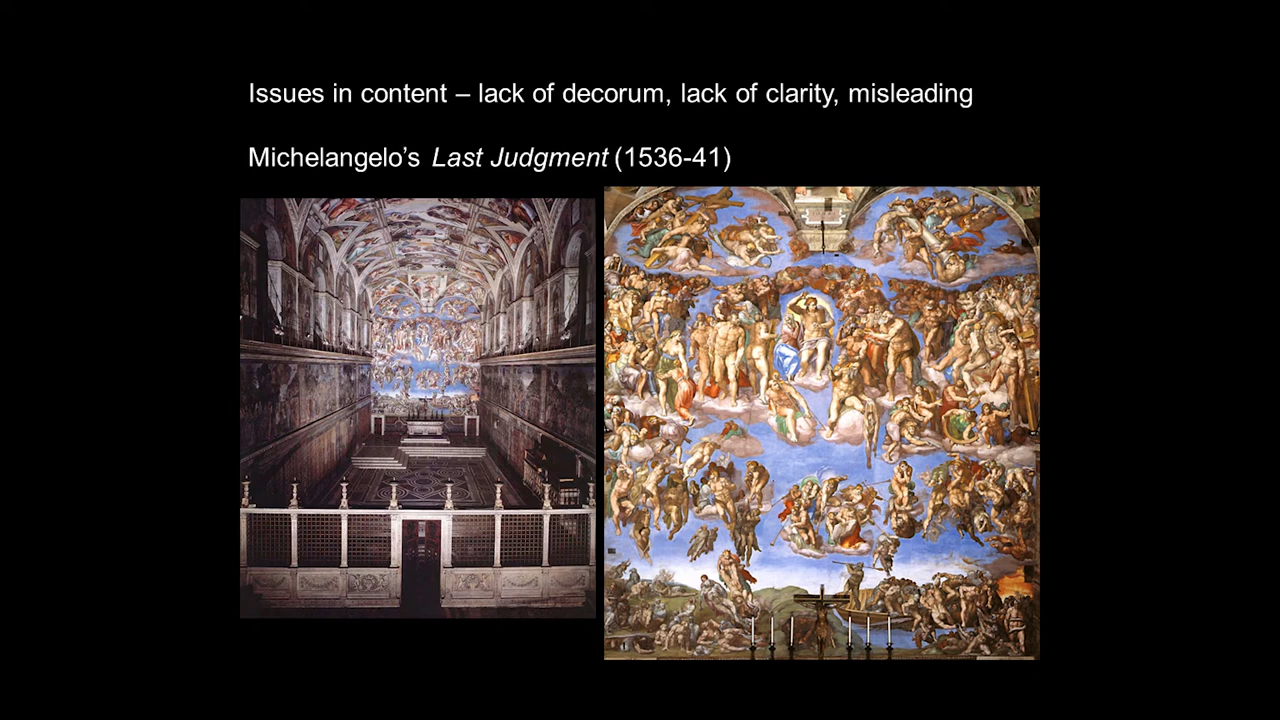 Issues in content – lack of decorum, lack of clarity, misleading
Michelangelo’s Last Judgment (1536-41)